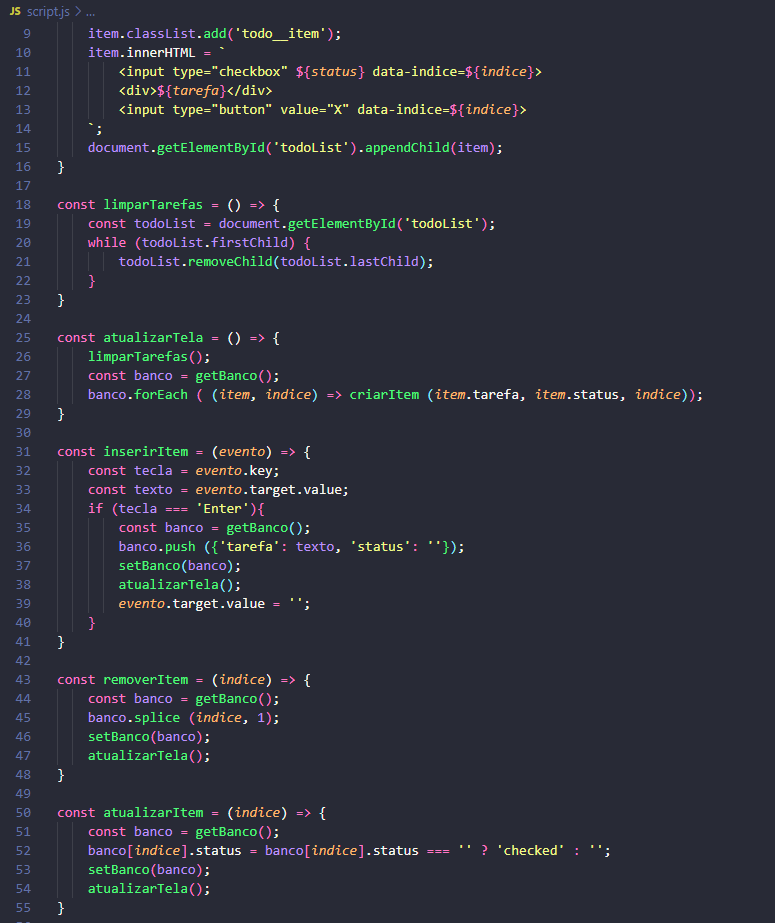 JS script.js > ...
9 item.classList.add('todo__item');
10 item.innerHTML = `
11 <input type="checkbox" ${status} data-indice=${indice}>
12 <div>${tarefa}</div>
13 <input type="button" value="X" data-indice=${indice}>
14 `;
15 document.getElementById('todoList').appendChild(item);
16 }
17
18 const limparTarefas = () => {
19 const todoList = document.getElementById('todoList');
20 while (todoList.firstChild) {
21 todoList.removeChild(todoList.lastChild);
22 }
23 }
24
25 const atualizarTela = () => {
26 limparTarefas();
27 const banco = getBanco();
28 banco.forEach ( (item, indice) => criarItem (item.tarefa, item.status, indice));
29 }
30
31 const inserirItem = (evento) => {
32 const tecla = evento.key;
33 const texto = evento.target.value;
34 if (tecla === 'Enter'){
35 const banco = getBanco();
36 banco.push ({'tarefa': texto, 'status': ''});
37 setBanco(banco);
38 atualizarTela();
39 evento.target.value = '';
40 }
41 }
42
43 const removerItem = (indice) => {
44 const banco = getBanco();
45 banco.splice (indice, 1);
46 setBanco(banco);
47 atualizarTela();
48 }
49
50 const atualizarItem = (indice) => {
51 const banco = getBanco();
52 banco[indice].status = banco[indice].status === '' ? 'checked' : '';
53 setBanco(banco);
54 atualizarTela();
55 }